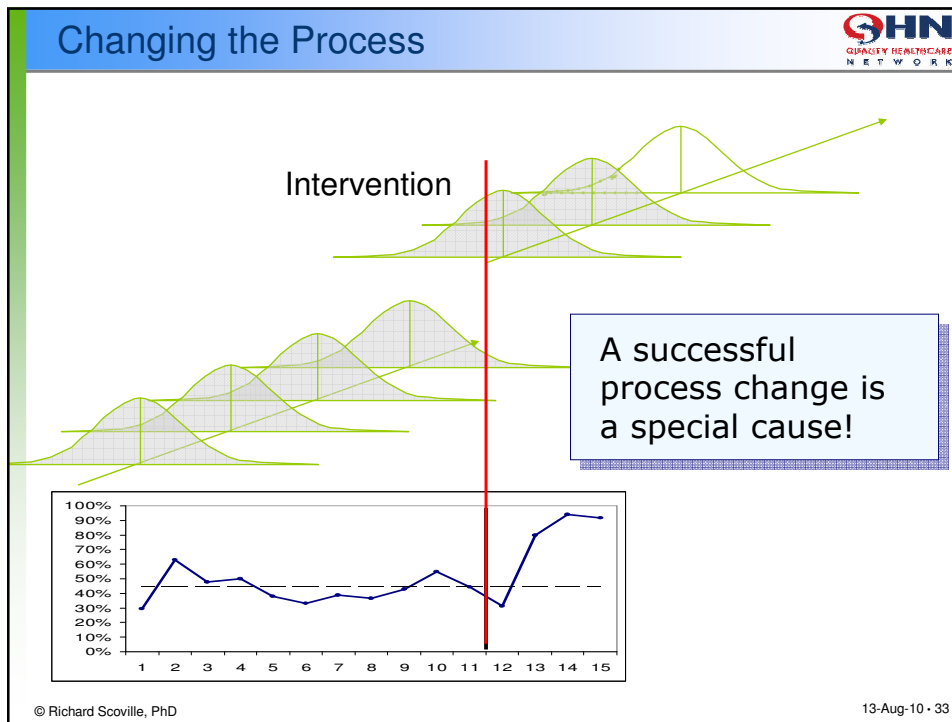 Changing the Process
QHN
QUALITY HEALTHCARE
NETWORK
Intervention
A successful
process change is
a special cause!
100%
90%
80%
70%
60%
50%
40%
30%
20%
10%
0%
1 2 3 4 5 6 7 8 9 10 11 12 13 14 15
© Richard Scoville, PhD
13-Aug-10 • 33